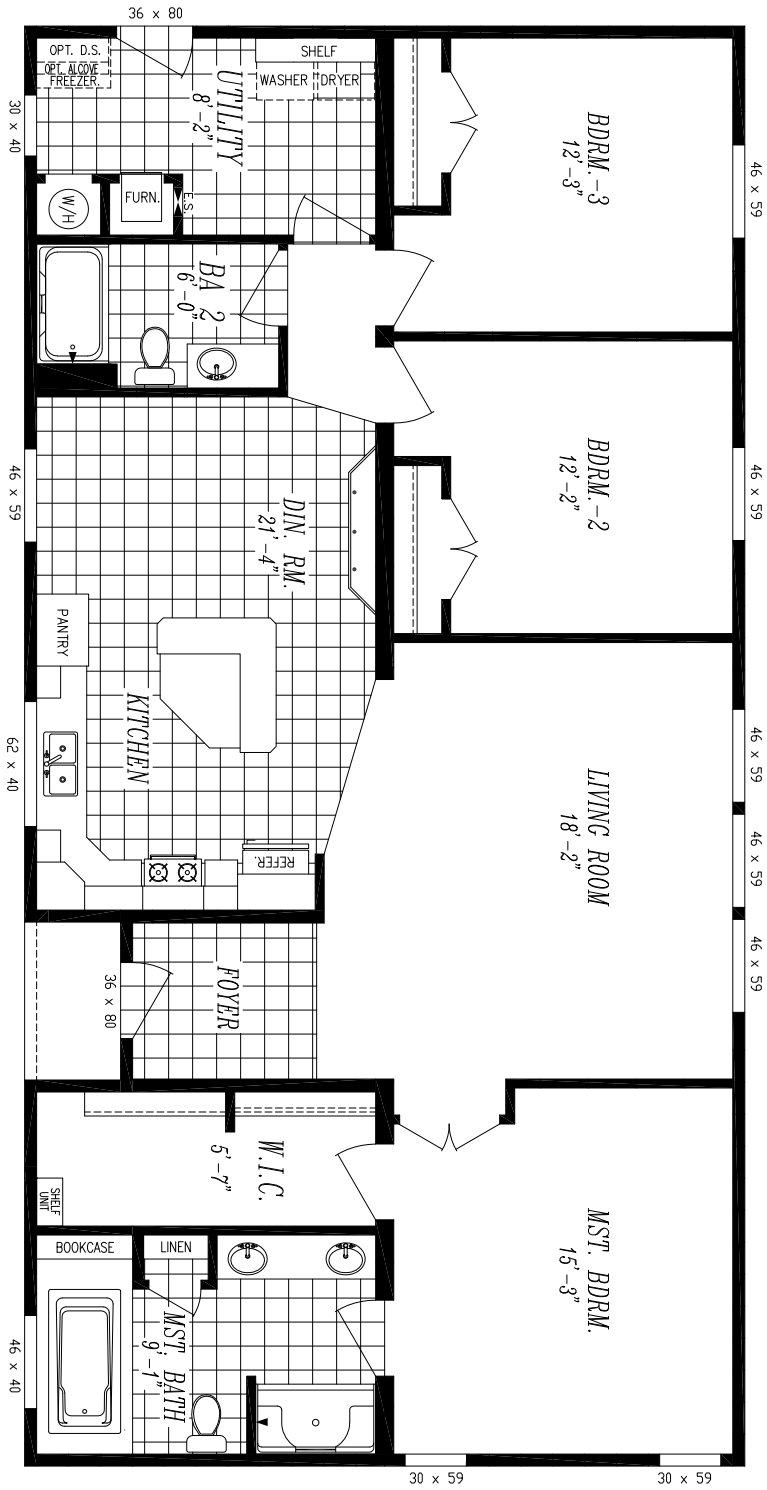 36 x 80
OPT. D.S.
OPT. ALCOVE
FREEZER.
SHELF
WASHER
DRYER
UTILITY
8'-2"
30 x 40
W/H
FURN.
E.S.
BDRM.-3
12'-3"
46 x 59
BA 2
6'-0"
46 x 59
DIN. RM.
21'-4"
BDRM.-2
12'-2"
46 x 59
PANTRY
KITCHEN
62 x 40
REFER.
LIVING ROOM
18'-2"
46 x 59
46 x 59
46 x 59
FOYER
36 x 80
W.I.C.
5'-7"
SHELF
UNIT
BOOKCASE
LINEN
MST. BATH
9'-1"
46 x 40
MST. BDRM.
15'-3"
30 x 59
30 x 59